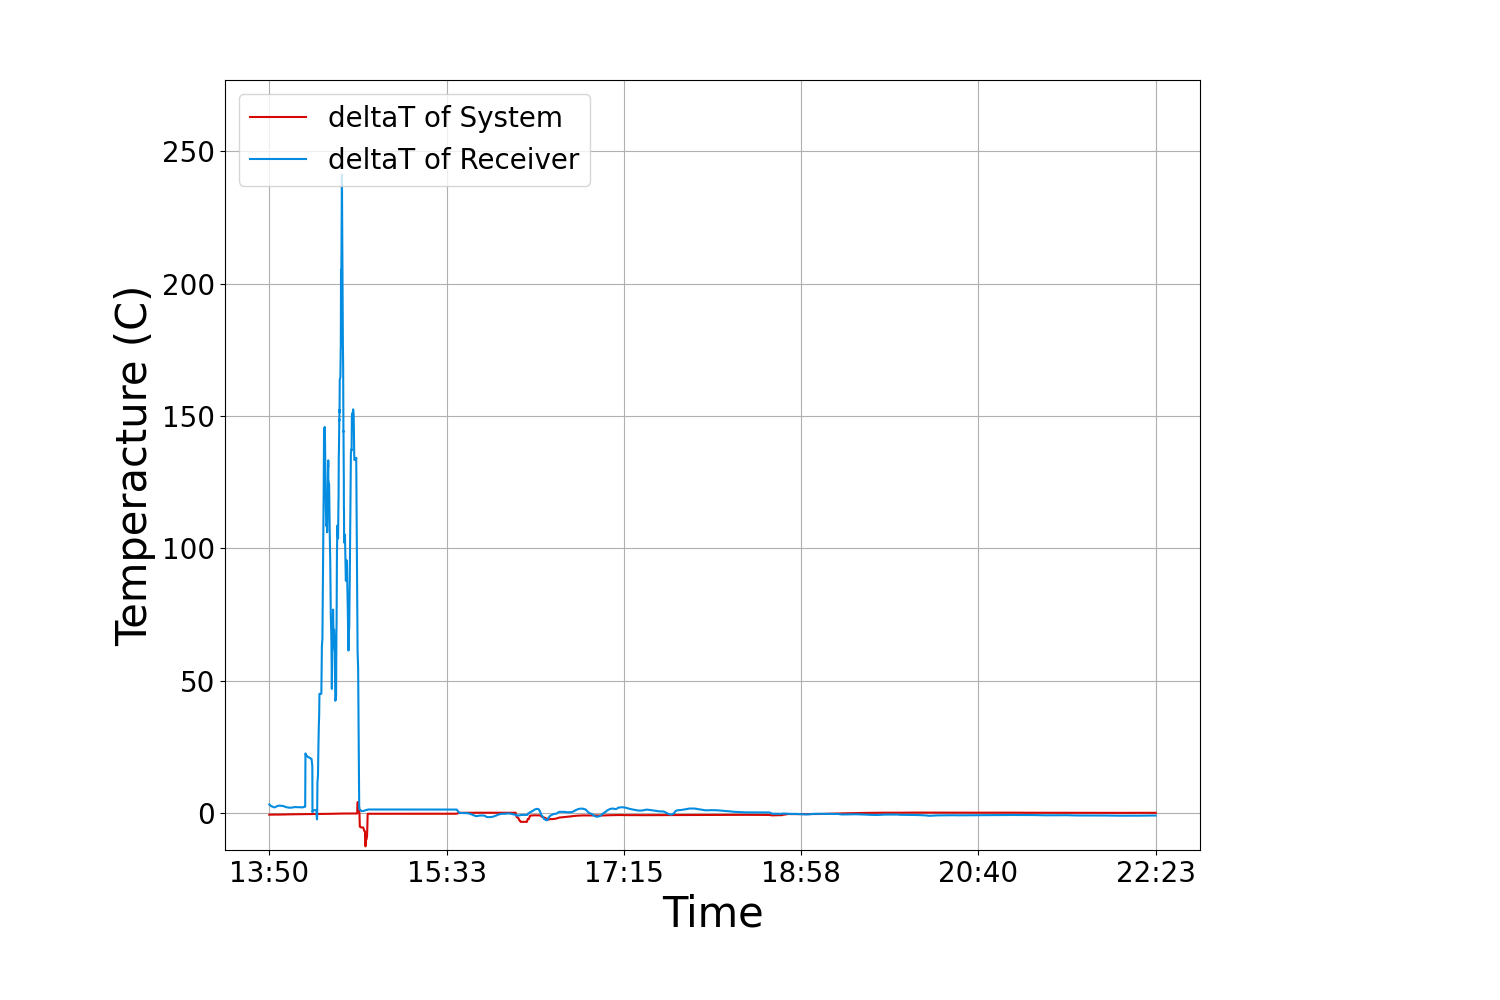 deltaT of System
deltaT of Receiver
250
200
150
100
50
0
Temperacture (C)
13:50 15:33 17:15 18:58 20:40 22:23
Time